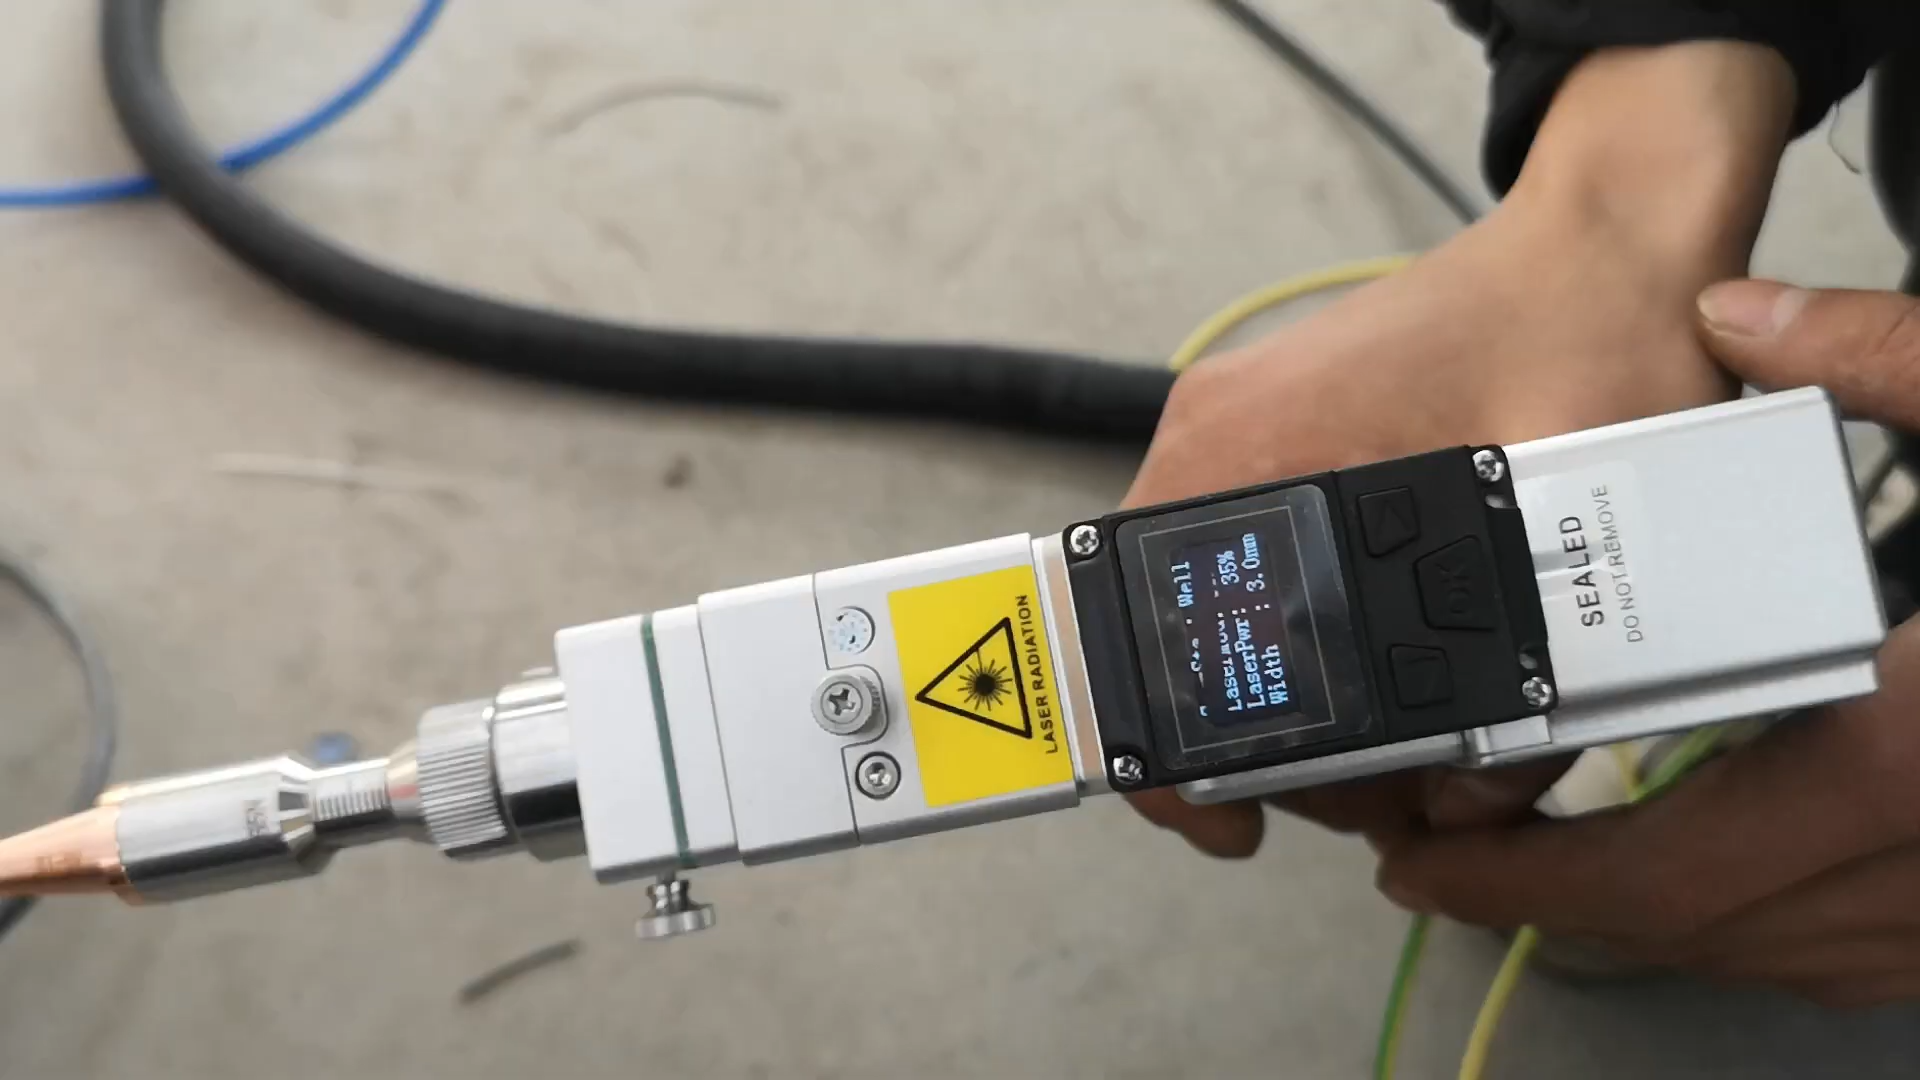 LASER RADIATION
: Well
35%
LaserPwr:
Width : 3.0mm
OK
SEALED
DO NOT REMOVE